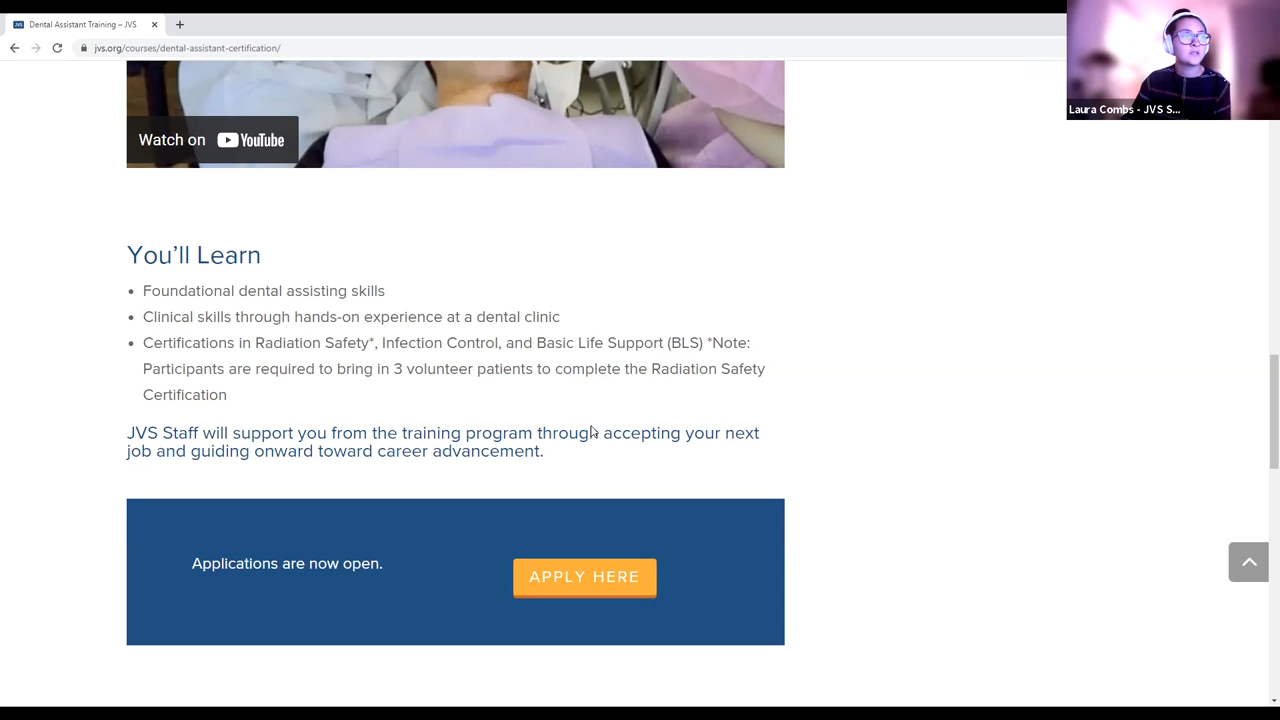 JVS Dental Assistant Training – JVS
jvs.org/courses/dental-assistant-certification/
Laura Combs - JVS S...
Watch on YouTube
You’ll Learn
• Foundational dental assisting skills
• Clinical skills through hands-on experience at a dental clinic
• Certifications in Radiation Safety*, Infection Control, and Basic Life Support (BLS) *Note:
Participants are required to bring in 3 volunteer patients to complete the Radiation Safety
Certification
JVS Staff will support you from the training program through accepting your next
job and guiding onward toward career advancement.
Applications are now open.
APPLY HERE